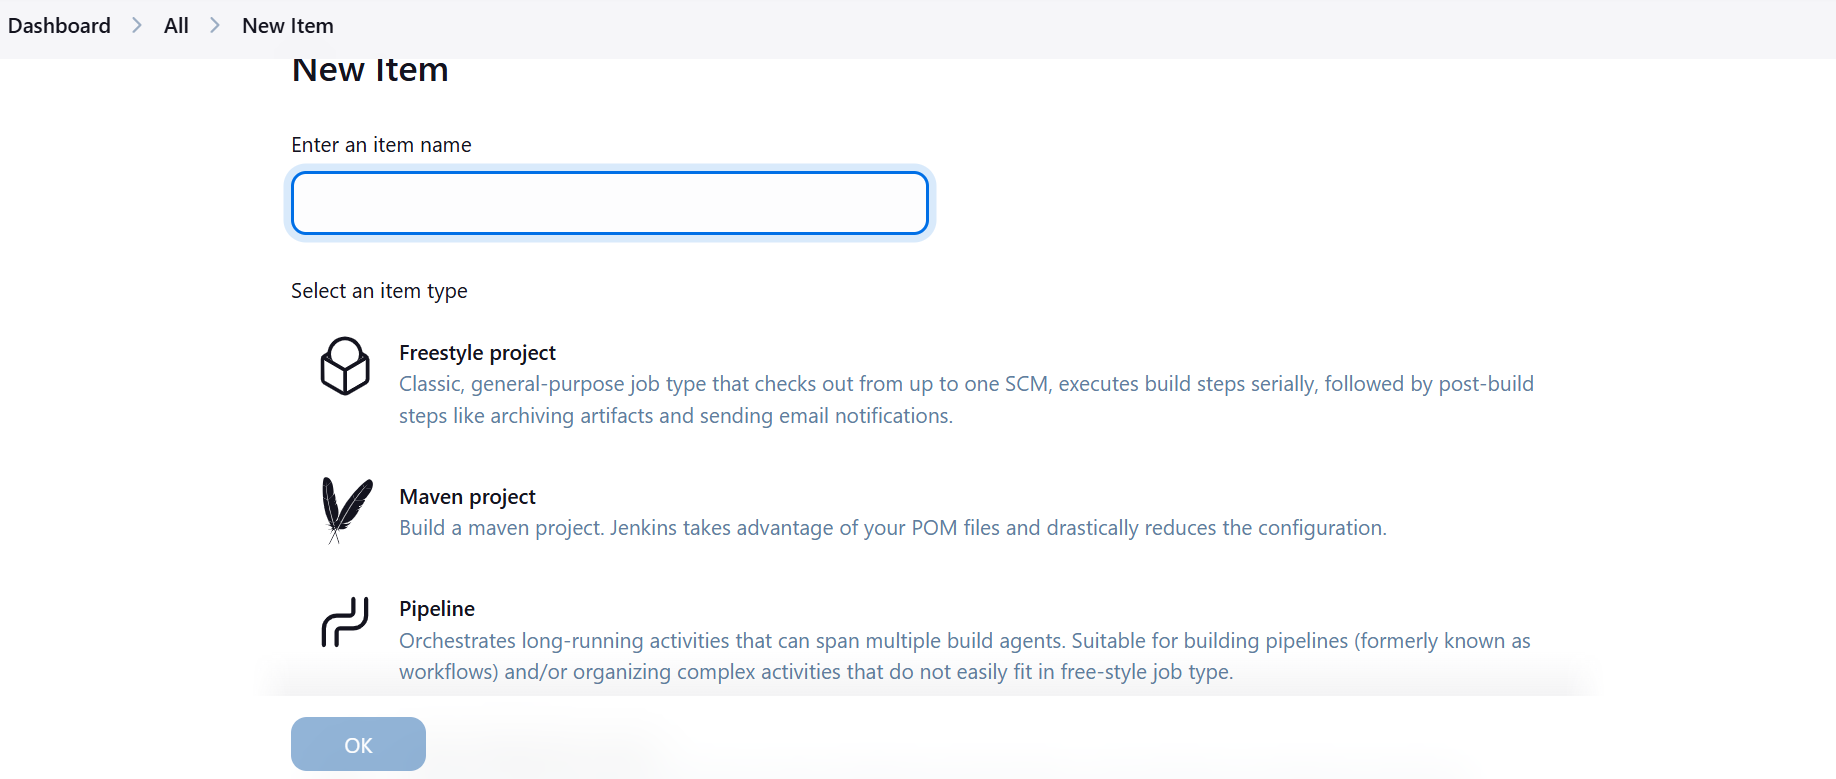 Dashboard > All > New Item
New Item
Enter an item name
Select an item type
Freestyle project
Classic, general-purpose job type that checks out from up to one SCM, executes build steps serially, followed by post-build
steps like archiving artifacts and sending email notifications.
Maven project
Build a maven project. Jenkins takes advantage of your POM files and drastically reduces the configuration.
Pipeline
Orchestrates long-running activities that can span multiple build agents. Suitable for building pipelines (formerly known as
workflows) and/or organizing complex activities that do not easily fit in free-style job type.
OK